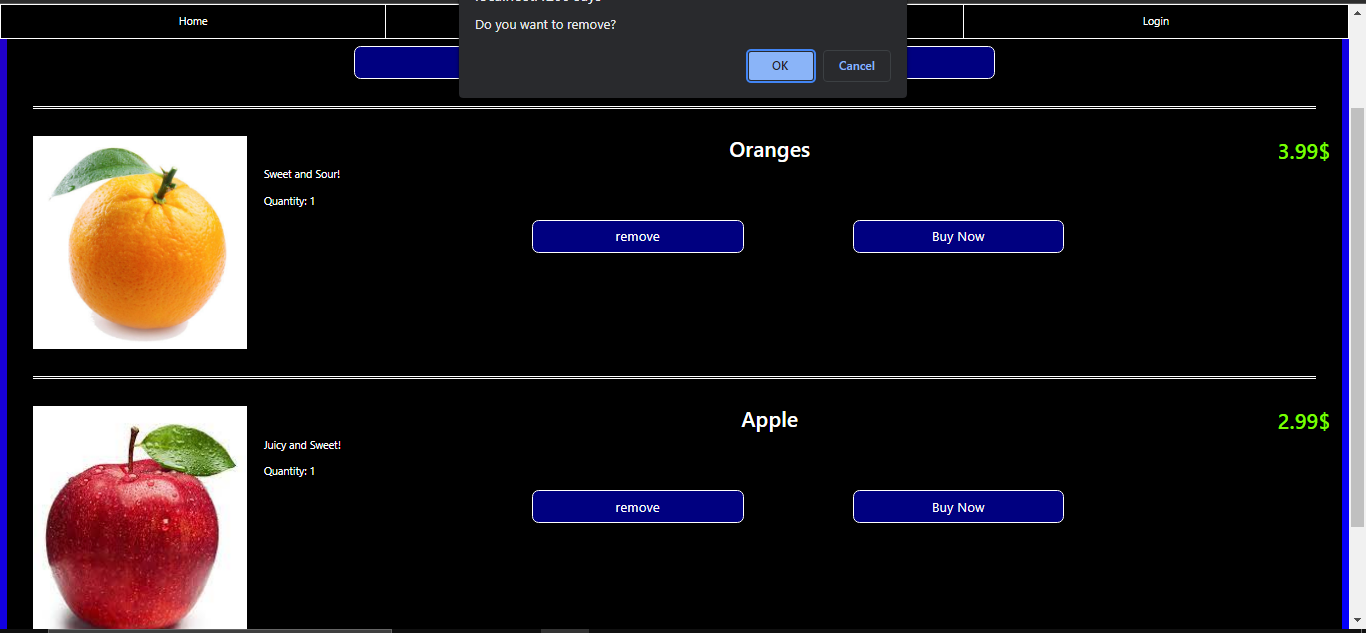 Do you want to remove?
OK
Cancel
Home
Login
Oranges
3.99$
Sweet and Sour!
Quantity: 1
remove
Buy Now
Apple
2.99$
Juicy and Sweet!
Quantity: 1
remove
Buy Now